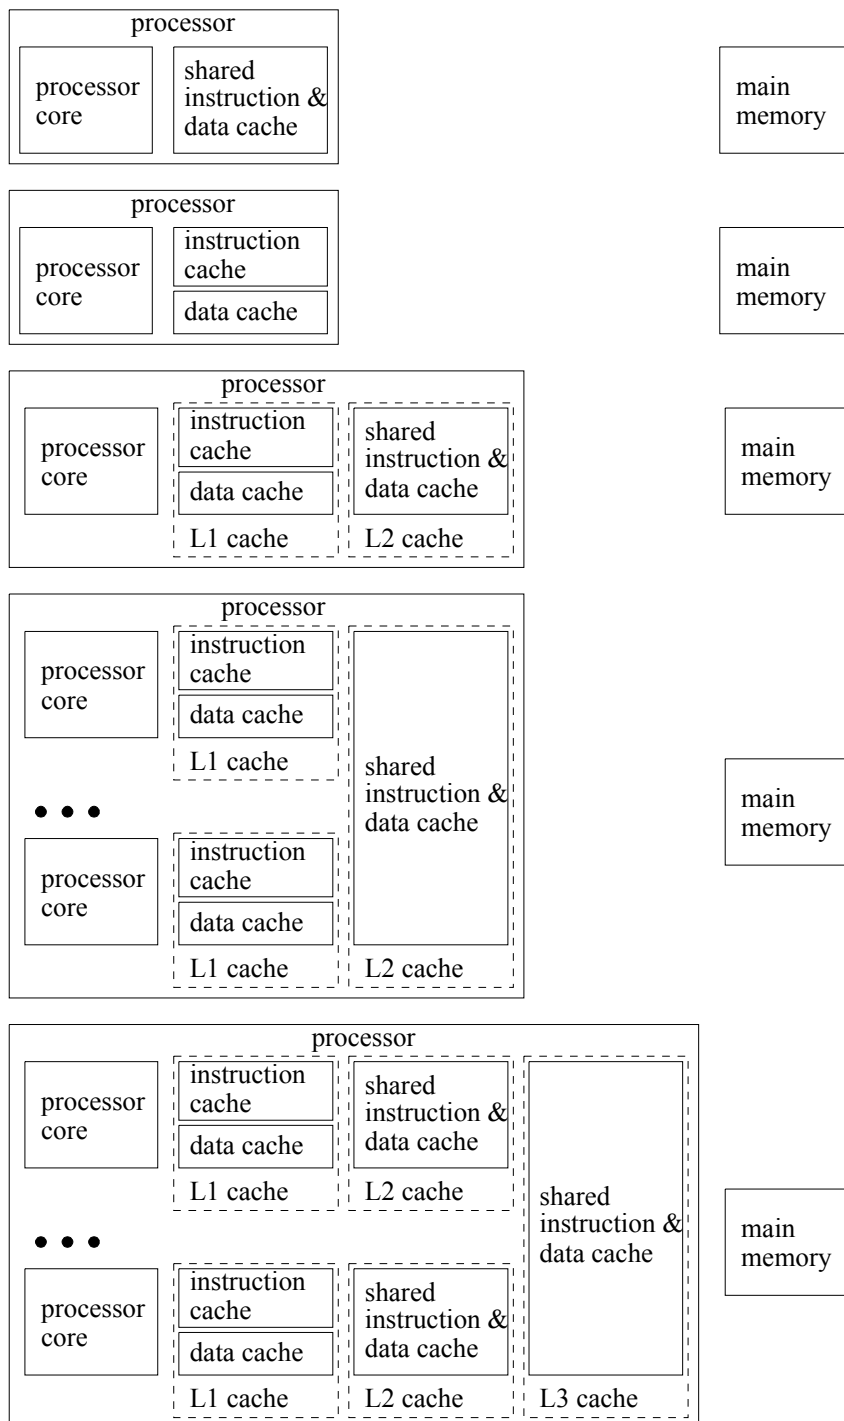 processor
processor
core
shared
instruction &
data cache
main
memory
processor
processor
core
instruction
cache
data cache
main
memory
processor
processor
core
instruction
cache
data cache
L1 cache
shared
instruction &
data cache
L2 cache
main
memory
processor
processor
core
instruction
cache
data cache
L1 cache
processor
core
instruction
cache
data cache
L1 cache
shared
instruction &
data cache
L2 cache
main
memory
processor
processor
core
instruction
cache
data cache
L1 cache
shared
instruction &
data cache
L2 cache
processor
core
instruction
cache
data cache
L1 cache
shared
instruction &
data cache
L2 cache
shared
instruction &
data cache
L3 cache
main
memory